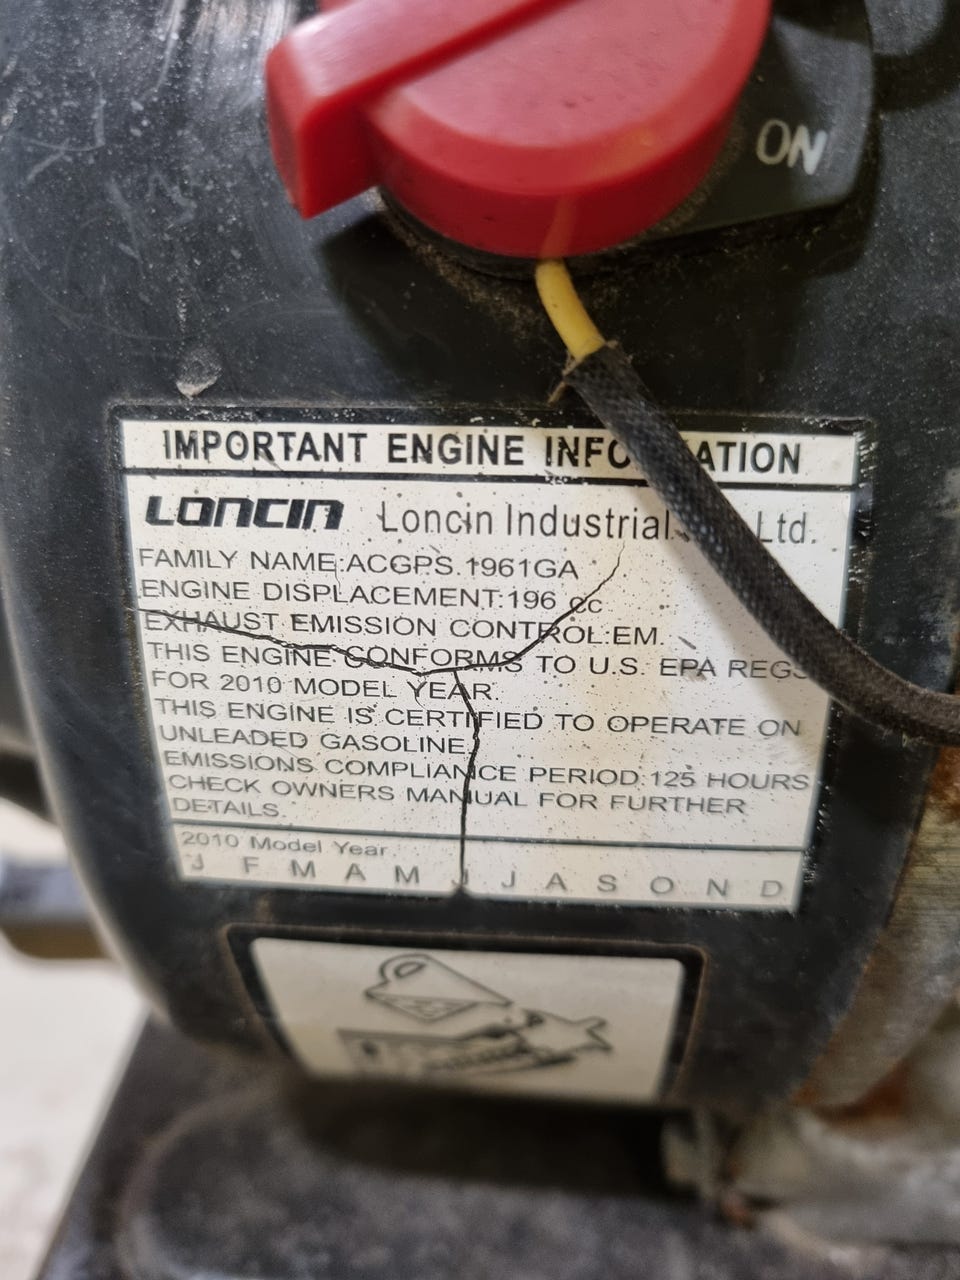 ON
IMPORTANT ENGINE
LONCIN Loncin Industrial Ltd.
FAMILY NAME:ACGPS.1961GA
ENGINE DISPLACEMENT:196 cc
EXHAUST EMISSION CONTROL:EM.
THIS ENGINE CONFORMS TO U.S. EPA REGS
FOR 2010 MODEL YEAR.
THIS ENGINE IS CERTIFIED TO OPERATE ON
UNLEADED GASOLINE.
EMISSIONS COMPLIANCE PERIOD:125 HOURS
CHECK OWNERS MANUAL FOR FURTHER
DETAILS.
2010 Model Year
J F M A M J J A S O N D